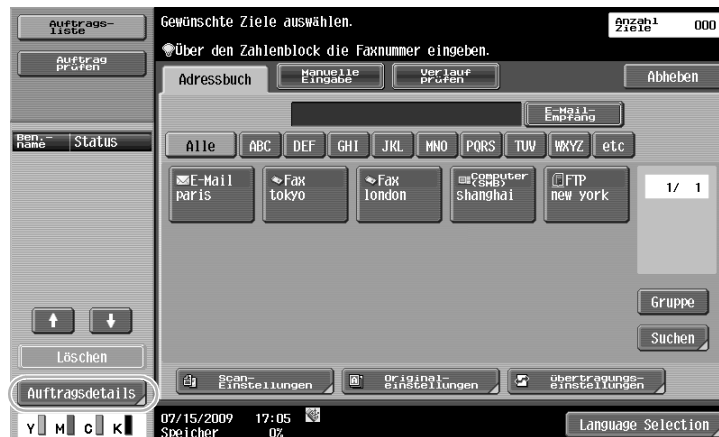 Auftrags-
liste
Auftrag
prüfen
Ben.-
name
Status
Löschen
Auftragsdetails
Y M C K
Gewünschte Ziele auswählen.
Über den Zahlenblock die Faxnummer eingeben.
Anzahl
Ziele
000
Adressbuch
Manuelle
Eingabe
Verlauf
prüfen
Abheben
E-Mail-
Empfang
Alle ABC DEF GHI JKL MNO PQRS TUV WXYZ etc
E-Mail
paris
Fax
tokyo
Fax
london
Computer
(SMB)
shanghai
FTP
new york
1/ 1
Gruppe
Suchen
Scan-
Einstellungen
Original-
einstellungen
übertragungs-
einstellungen
07/15/2009 17:05
Speicher 0%
Language Selection